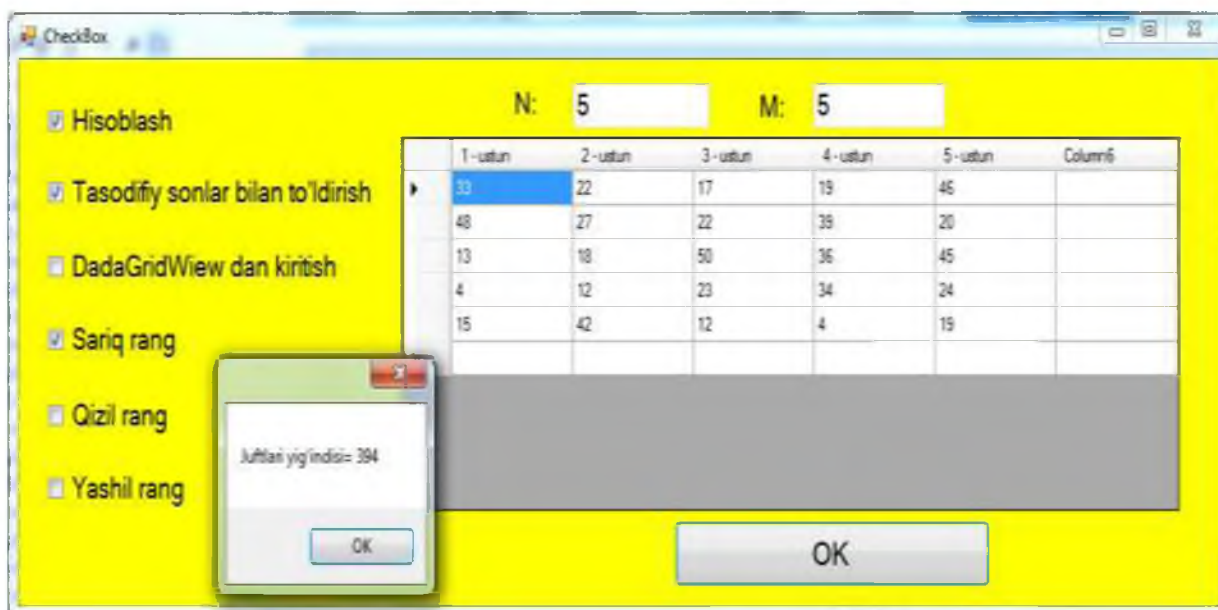 CheckBox
N: 5 M: 5
Hisoblash
Tasodifiy sonlar bilan to'ldirish
DadaGridWiew dan kiritish
Sariq rang
Qizil rang
Yashil rang
1-ustun 2-ustun 3-ustun 4-ustun 5-ustun Column6
33 22 17 19 46
48 27 22 39 20
13 18 50 36 45
4 12 23 34 24
15 42 12 4 19
Juftlari yig'indisi= 394
OK
OK